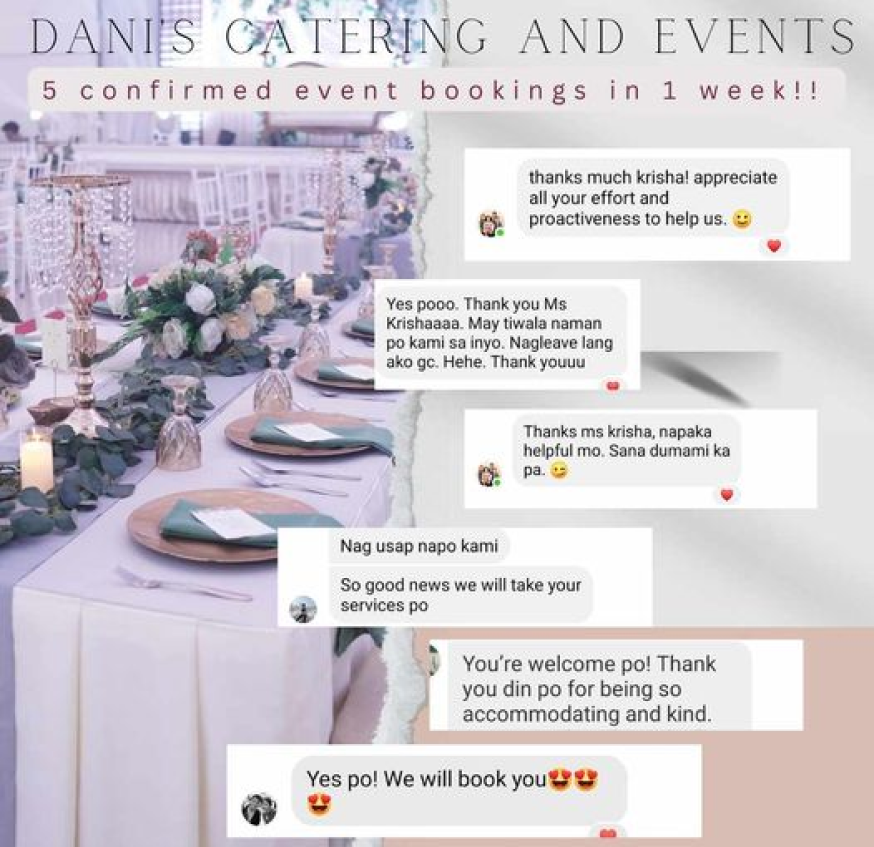 DANI'S CATERING AND EVENTS
5 confirmed event bookings in 1 week!!
thanks much krisha! appreciate
all your effort and
proactiveness to help us. 🙂
Yes pooo. Thank you Ms
Krishaaaa. May tiwala naman
po kami sa inyo. Nagleave lang
ako gc. Hehe. Thank youuu
Thanks ms krisha, napaka
helpful mo. Sana dumami ka
pa. 😉
Nag usap napo kami
So good news we will take your
services po
You're welcome po! Thank
you din po for being so
accommodating and kind.
Yes po! We will book you😍😍
😍